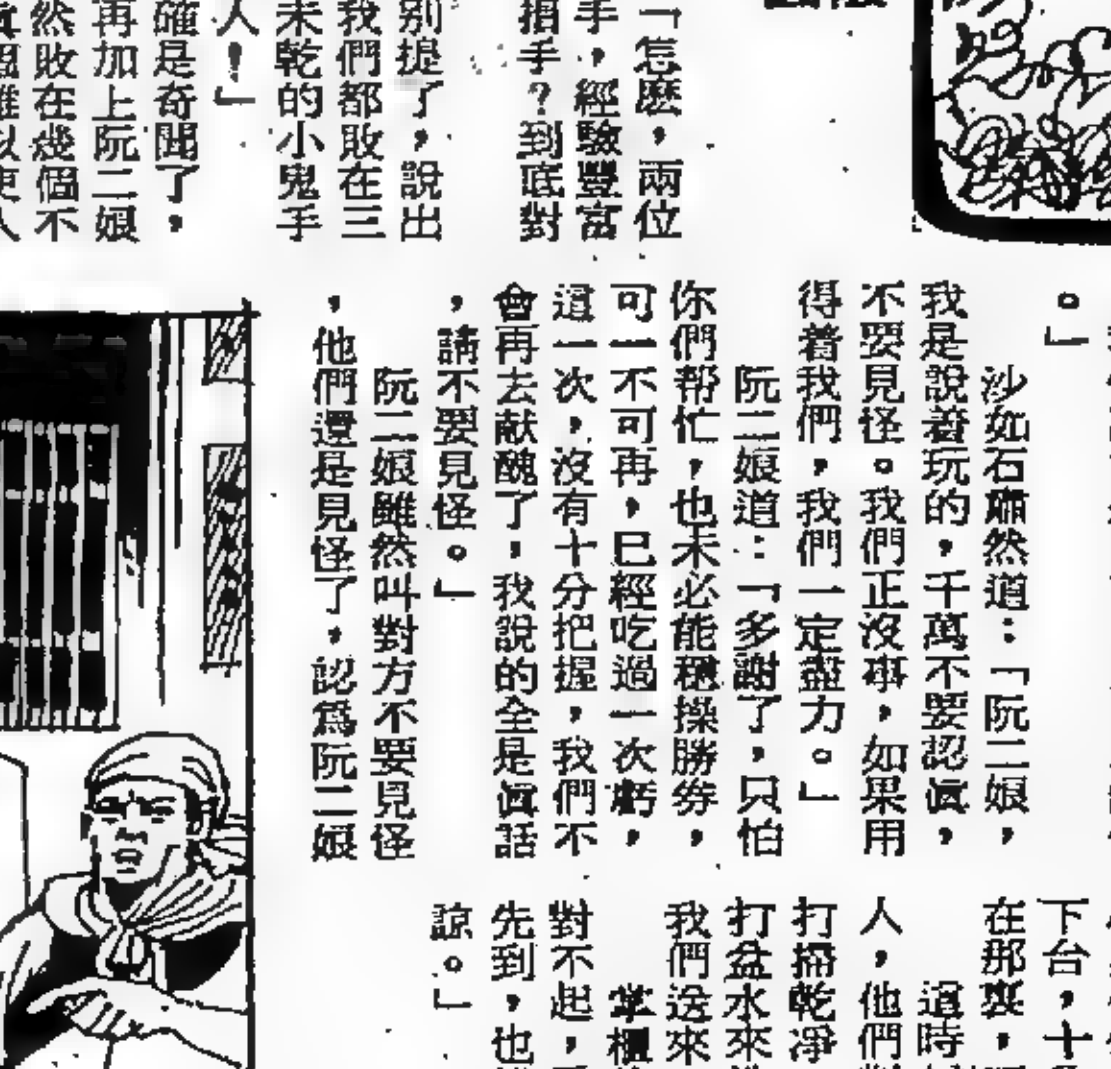 「怎麽，兩位
手，經驗豐富
損手？到底對
別提了，說出
我們都敗在三
未乾的小鬼手
人！」
確是奇聞了，
再加上阮二娘
然敗在幾個不
。」
沙如石肅然道：「阮二娘，
我是說着玩的，千萬不要認眞，
不要見怪。我們正沒事，如果用
得着我們，我們一定盡力。」
阮二娘道：「多謝了，只怕
你們帮忙，也未必能穩操勝劵，
可一不可再，巳經吃過一次虧，
這一次，沒有十分把握，我們不
會再去献醜了，我說的全是眞話
，請不要見怪。」
阮二娘雖然叫對方不要見怪
，他們還是見怪了，認爲阮二娘
下台，十
在那裏，
這時
人，他們
打掃乾凈
打盆水來
我們送來
掌櫃
對不起，
先到，也
諒。」